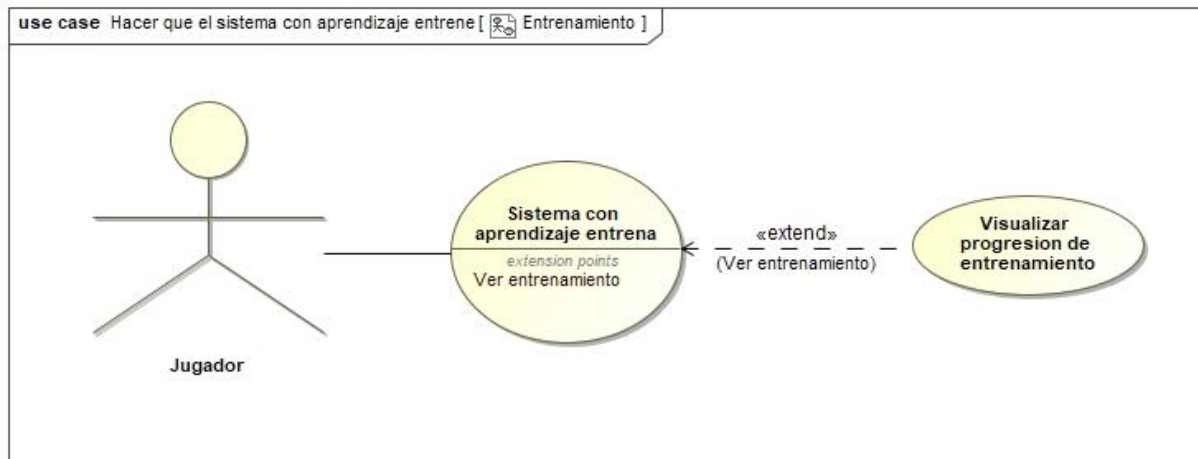 use case Hacer que el sistema con aprendizaje entrene [ Entrenamiento ]
Sistema con
aprendizaje entrena
extension points
Ver entrenamiento
«extend»
(Ver entrenamiento)
Visualizar
progresion de
entrenamiento
Jugador